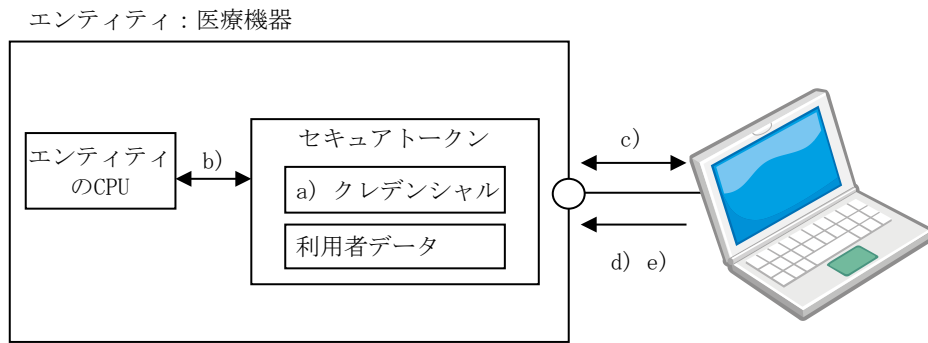 エンティティ：医療機器
セキュアトークン
エンティティ
のCPU
b)
a) クレデンシャル
利用者データ
c)
d) e)